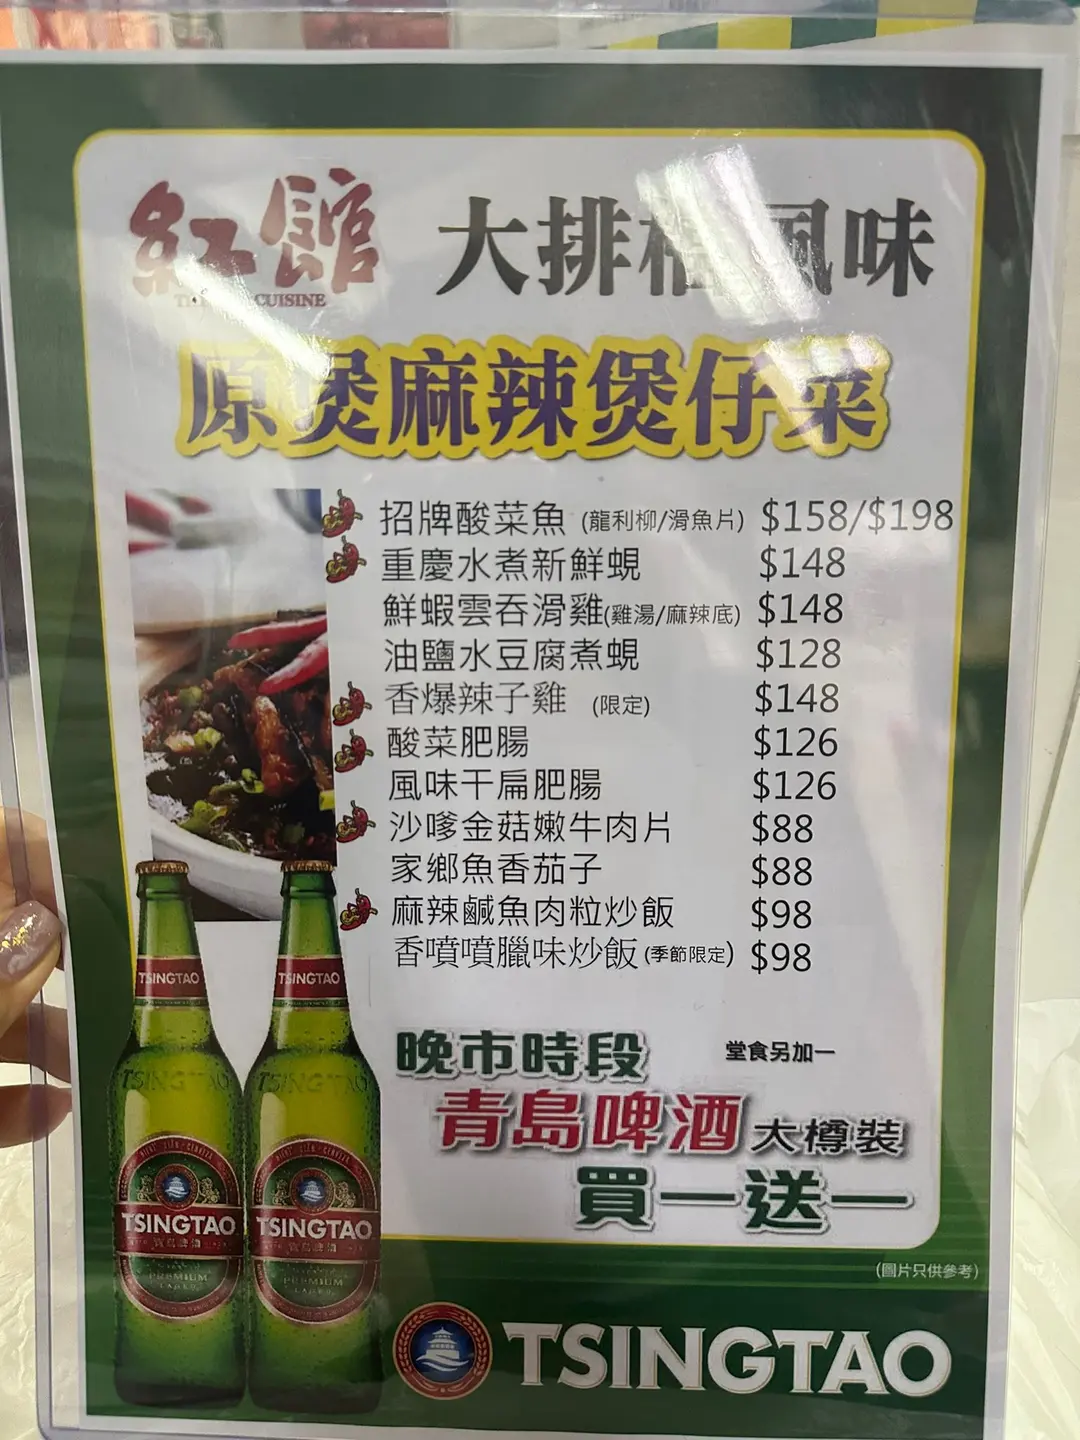 紅館
CUISINE
大排檔風味
原煲麻辣煲仔菜
招牌酸菜魚 (龍利柳/滑魚片) $158/$198
重慶水煮新鮮蜆 $148
鮮蝦雲吞滑雞(雞湯/麻辣底) $148
油鹽水豆腐煮蜆 $128
香爆辣子雞 (限定) $148
酸菜肥腸 $126
風味干扁肥腸 $126
沙嗲金菇嫩牛肉片 $88
家鄉魚香茄子 $88
麻辣鹹魚肉粒炒飯 $98
香噴噴臘味炒飯(季節限定) $98
晚市時段 堂食另加一
青島啤酒 大樽裝
買一送一
(圖片只供參考)
TSINGTAO
TSINGTAO
TSINGTAO
TSINGTAO
TSINGTAO
TSINGTAO
PREMIUM
PREMIUM
TSINGTAO